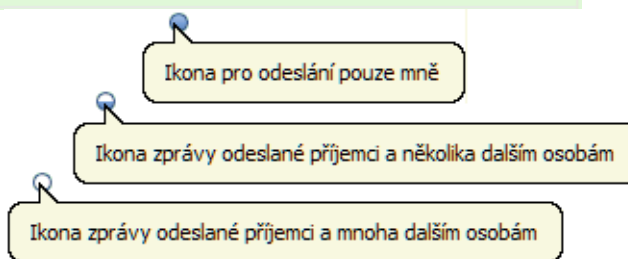 Ikona pro odeslání pouze mně
Ikona zprávy odeslané příjemci a několika dalším osobám
Ikona zprávy odeslané příjemci a mnoha dalším osobám